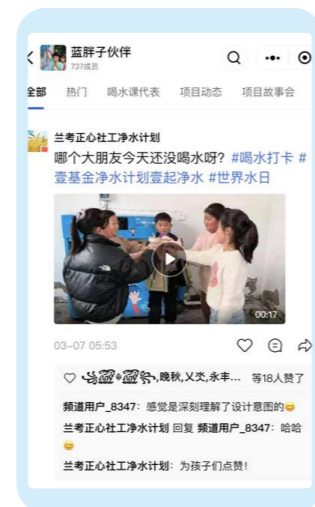 蓝胖子伙伴
737成员
全部 热门 喝水课代表 项目动态 项目故事会
兰考正心社工净水计划
哪个大朋友今天还没喝水呀? #喝水打卡 #
壹基金净水计划壹起净水 #世界水日
00:17
03-07 05:53
晚秋,乂烎,永丰... 等18人赞了
频道用户_8347: 感觉是深刻理解了设计意图的
兰考正心社工净水计划 回复 频道用户_8347: 哈哈
兰考正心社工净水计划: 为孩子们点赞!